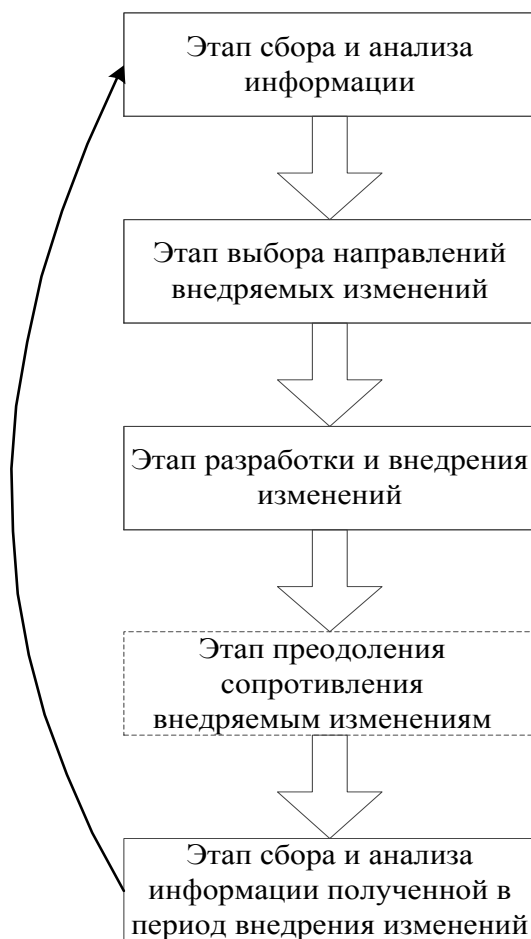 Этап сбора и анализа
информации
Этап выбора направлений
внедряемых изменений
Этап разработки и внедрения
изменений
Этап преодоления
сопротивления
внедряемым изменениям
Этап сбора и анализа
информации полученной в
период внедрения изменений